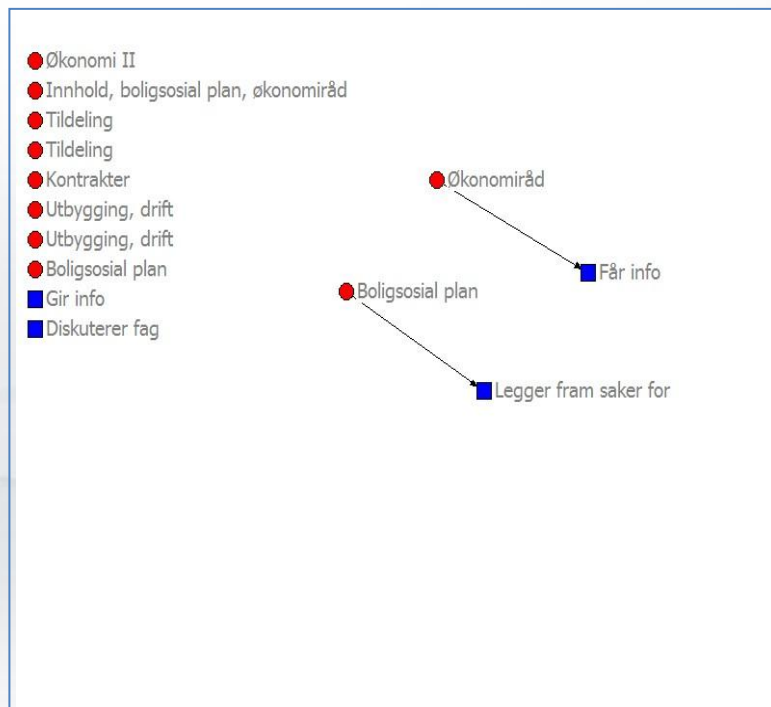 Økonomi II
Innhold, boligsosial plan, økonomiråd
Tildeling
Tildeling
Kontrakter
Økonomiråd
Utbygging, drift
Utbygging, drift
Boligsosial plan
Får info
Gir info
Boligsosial plan
Diskuterer fag
Legger fram saker for